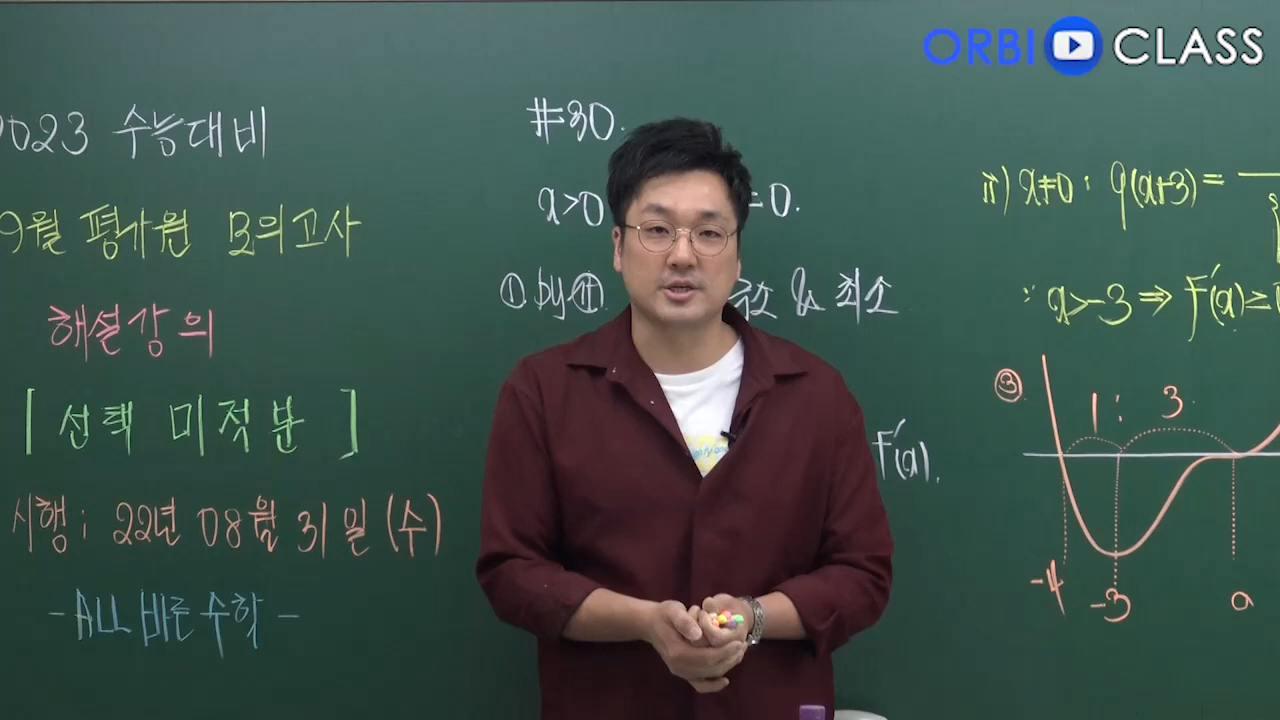 ORBI CLASS
2023 수능대비
9월 평가원 모의고사
해설강의
[ 선택 미적분 ]
시행: 22년 08월 31일 (수)
- ALL 바른수학 -
#30.
a>0
=0.
① by
& 최소
F'(a).
ii) x≠0 : g(x+3) =
∵ a>-3 ⇒ F'(a)≥
③
1 : 3
-4
-3
a